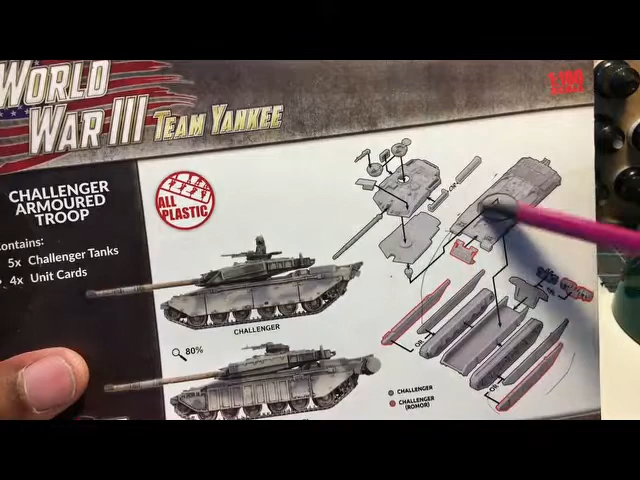 WORLD
WAR III TEAM YANKEE
CHALLENGER
ARMOURED
TROOP
ontains:
5x Challenger Tanks
4x Unit Cards
ALL
PLASTIC
CHALLENGER
80%
OR
OR
OR
CHALLENGER
CHALLENGER
(ROMOR)